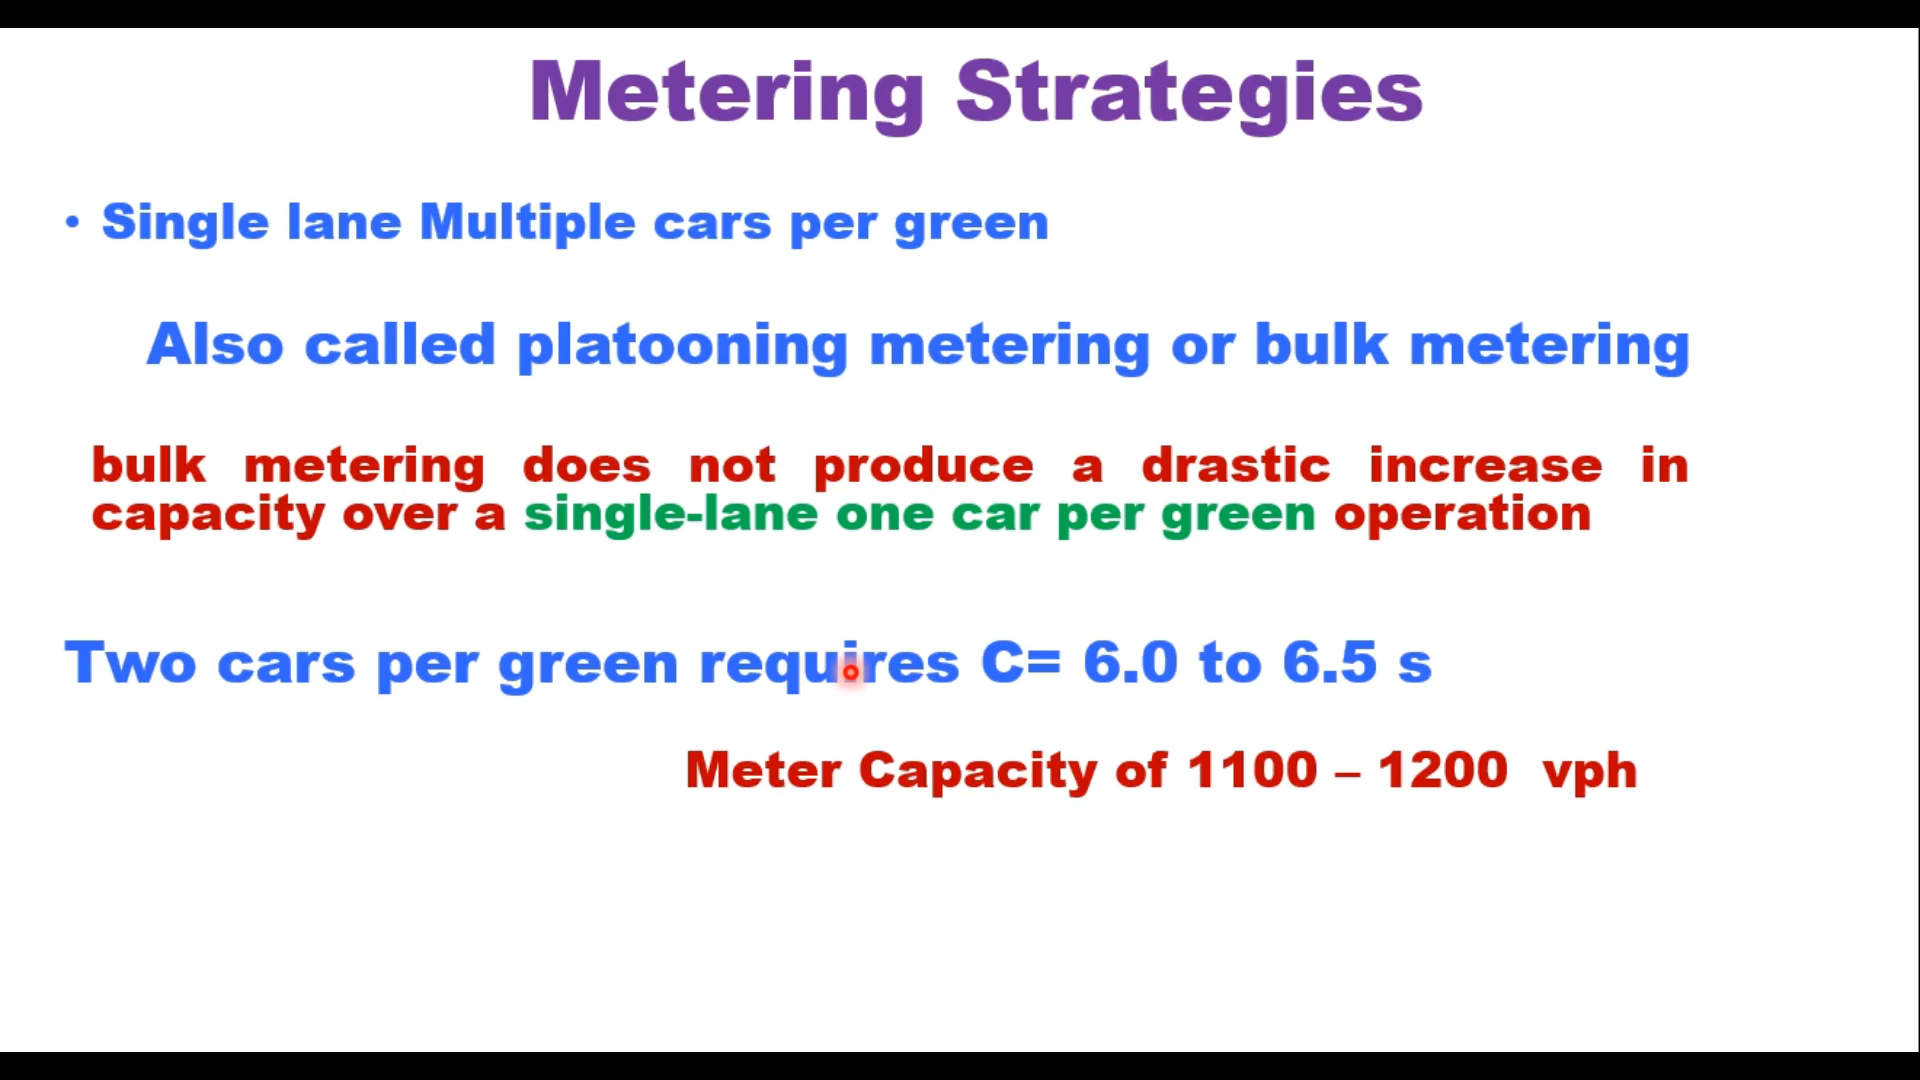 Metering Strategies
• Single lane Multiple cars per green
Also called platooning metering or bulk metering
bulk metering does not produce a drastic increase in
capacity over a single-lane one car per green operation
Two cars per green requires C= 6.0 to 6.5 s
Meter Capacity of 1100 – 1200 vph